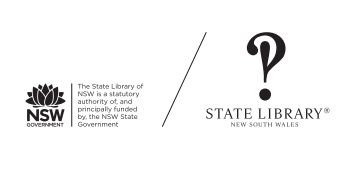 NSW
GOVERNMENT
The State Library of
NSW is a statutory
authority of, and
principally funded
by, the NSW State
Government
?
STATE LIBRARY®
NEW SOUTH WALES